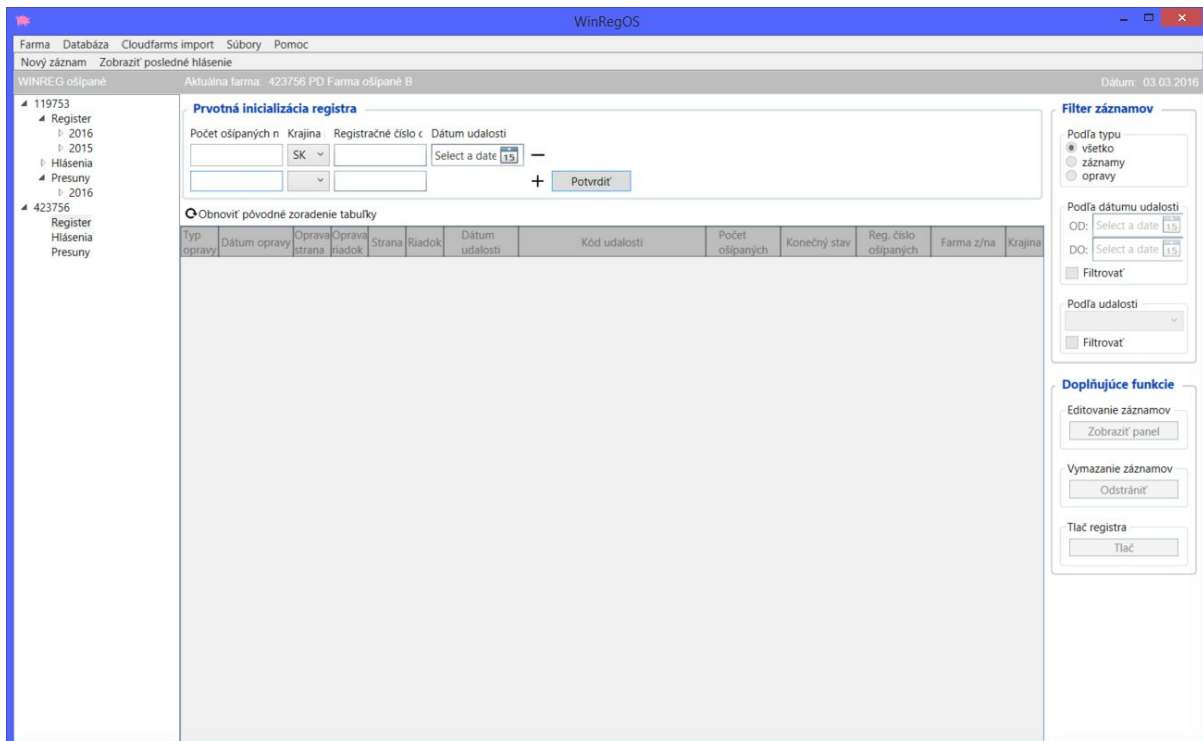 WinRegOS
Farma Databáza Cloudfarms import Súbory Pomoc
Nový záznam Zobraziť posledné hlásenie
WINREG ošípané Aktuálna farma: 423756 PD Farma ošípané B Dátum: 03.03.2016
119753
Register
2016
2015
Hlásenia
Presuny
2016
423756
Register
Hlásenia
Presuny
Prvotná inicializácia registra
Počet ošípaných n Krajina Registračné číslo c Dátum udalosti
SK Select a date 15
Potvrdiť
Obnoviť pôvodné zoradenie tabuľky
Typ opravy Dátum opravy Oprava strana Oprava riadok Strana Riadok Dátum udalosti Kód udalosti Počet ošípaných Konečný stav Reg. číslo ošípaných Farma z/na Krajina
Filter záznamov
Podľa typu
všetko
záznamy
opravy
Podľa dátumu udalosti
OD: Select a date 15
DO: Select a date 15
Filtrovať
Podľa udalosti
Filtrovať
Doplňujúce funkcie
Editovanie záznamov
Zobraziť panel
Vymazanie záznamov
Odstrániť
Tlač registra
Tlač